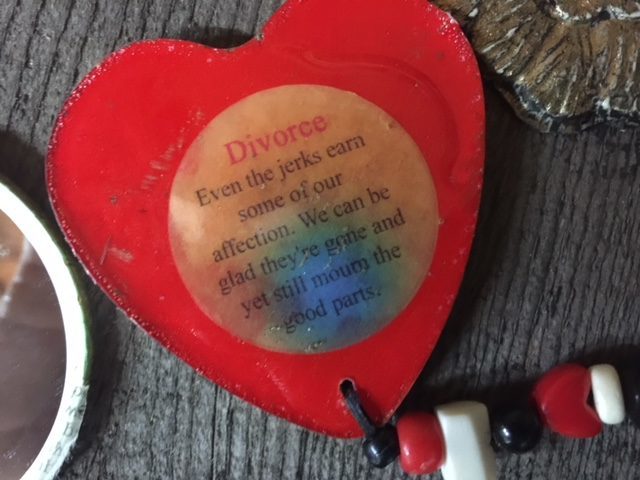 Divorce
Even the jerks earn
some of our
affection. We can be
glad they're gone and
yet still mourn the
good parts.